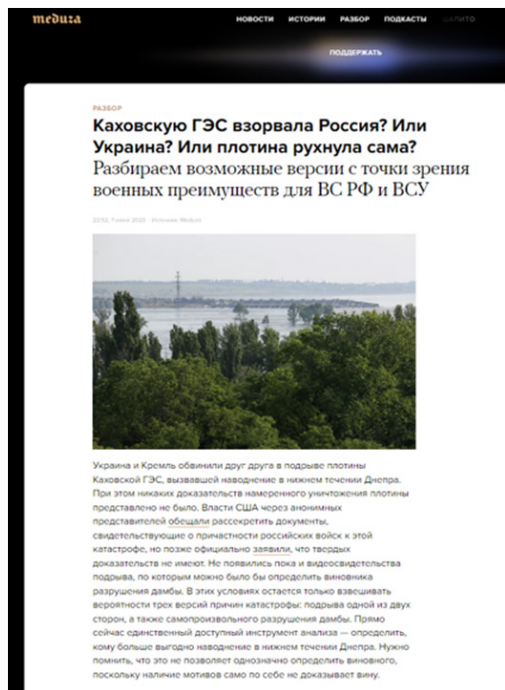 meduza
НОВОСТИ ИСТОРИИ РАЗБОР ПОДКАСТЫ ШАПИТО
ПОДДЕРЖАТЬ
РАЗБОР
Каховскую ГЭС взорвала Россия? Или
Украина? Или плотина рухнула сама?
Разбираем возможные версии с точки зрения
военных преимуществ для ВС РФ и ВСУ
7 июня 2023 · Источник: Meduza
Украина и Кремль обвинили друг друга в подрыве плотины
Каховской ГЭС, вызвавшей наводнение в нижнем течении Днепра.
При этом никаких доказательств намеренного уничтожения плотины
представлено не было. Власти США через анонимных
представителей обещали рассекретить документы,
свидетельствующие о причастности российских войск к этой
катастрофе, но позже официально заявили, что твердых
доказательств не имеют. Не появились пока и видеосвидетельства
подрыва, по которым можно было бы определить виновника
разрушения дамбы. В этих условиях остается только взвешивать
вероятности трех версий причин катастрофы: подрыва одной из двух
сторон, а также самопроизвольного разрушения дамбы. Прямо
сейчас единственный доступный инструмент анализа — определить,
кому больше выгодно наводнение в нижнем течении Днепра. Нужно
помнить, что это не позволяет однозначно определить виновного,
поскольку наличие мотивов само по себе не доказывает вину.